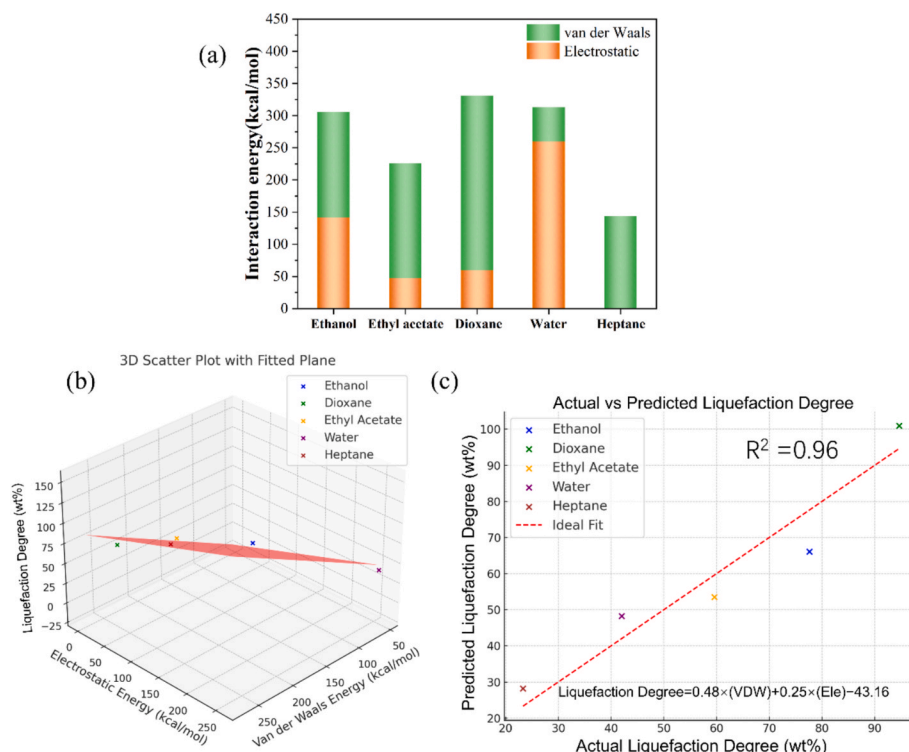 (a)
450
400
350
300
250
200
150
100
50
0
Interaction energy(kcal/mol)
van der Waals
Electrostatic
Ethanol Ethyl acetate Dioxane Water Heptane
(b)
3D Scatter Plot with Fitted Plane
Ethanol
Dioxane
Ethyl Acetate
Water
Heptane
Liquefaction Degree (wt%)
150
125
100
75
50
25
0
−25
0 50 100 150 200 250
Electrostatic Energy (kcal/mol)
250 200 150 100 50
Van der Waals Energy (kcal/mol)
(c)
Actual vs Predicted Liquefaction Degree
Ethanol
Dioxane
Ethyl Acetate
Water
Heptane
Ideal Fit
R² =0.96
Predicted Liquefaction Degree (wt%)
100
90
80
70
60
50
40
30
20
Liquefaction Degree=0.48×(VDW)+0.25×(Ele)−43.16
20 30 40 50 60 70 80 90
Actual Liquefaction Degree (wt%)